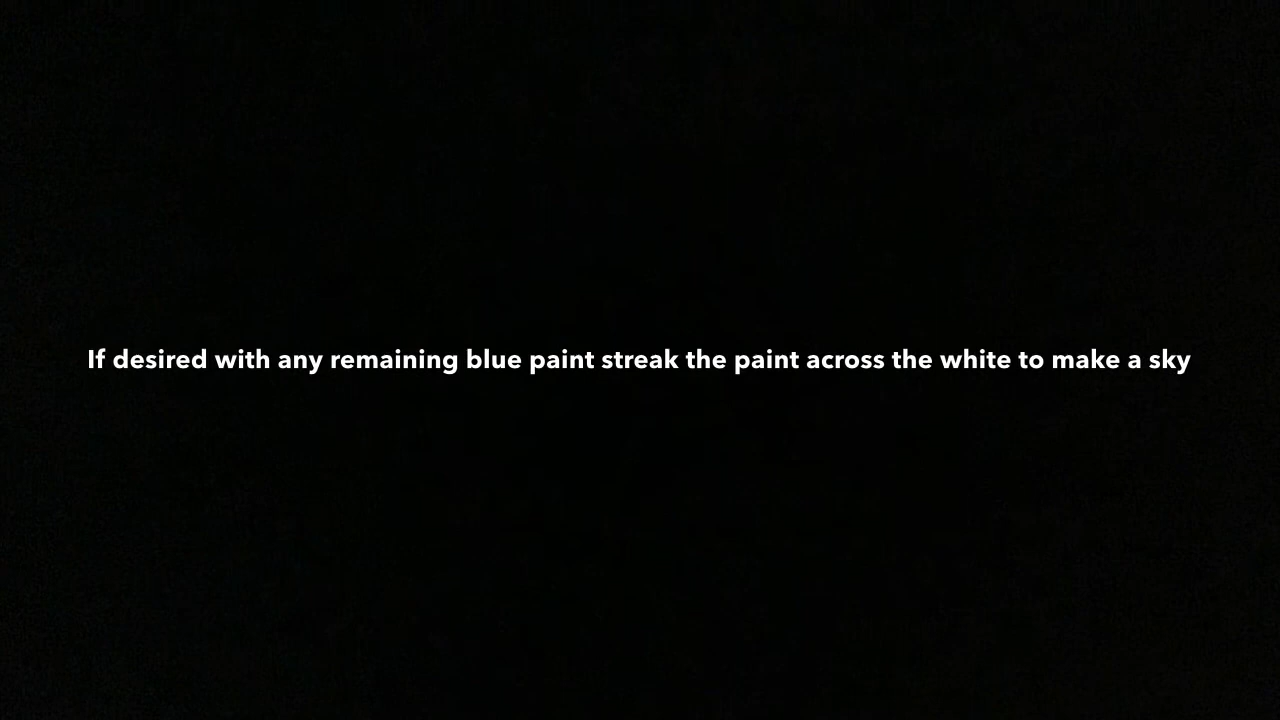 If desired with any remaining blue paint streak the paint across the white to make a sky